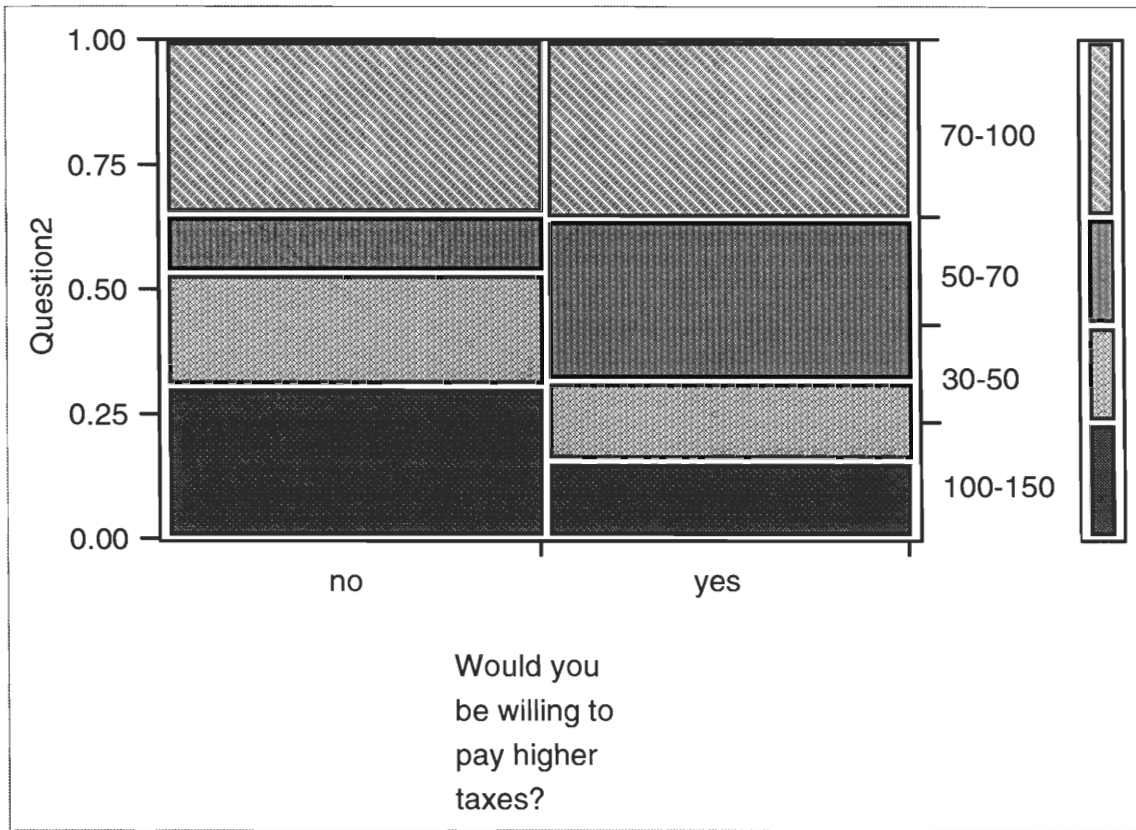 1.00
0.75
0.50
0.25
0.00
Question2
70-100
50-70
30-50
100-150
no
yes
Would you
be willing to
pay higher
taxes?